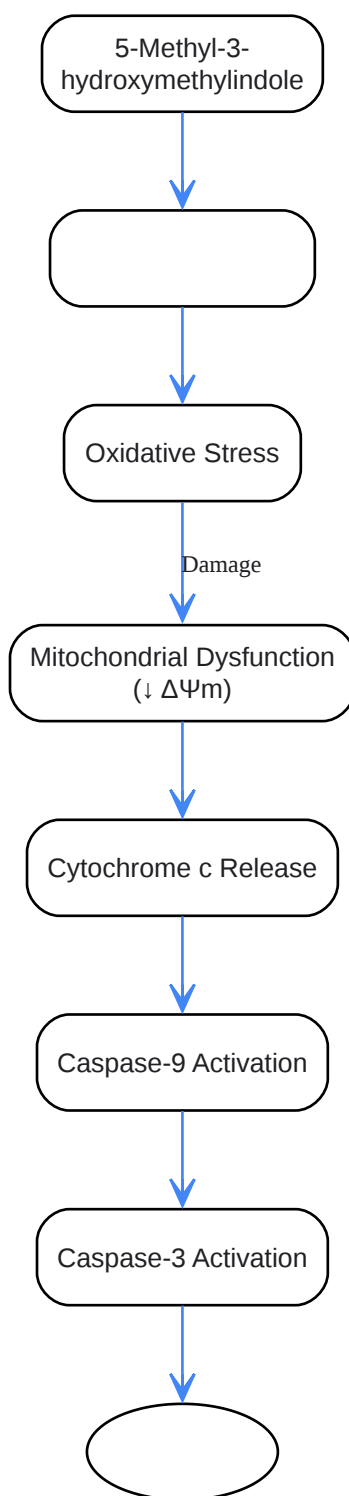 5-Methyl-3-
hydroxymethylindole
Oxidative Stress
Damage
Mitochondrial Dysfunction
(↓ ΔΨm)
Cytochrome c Release
Caspase-9 Activation
Caspase-3 Activation